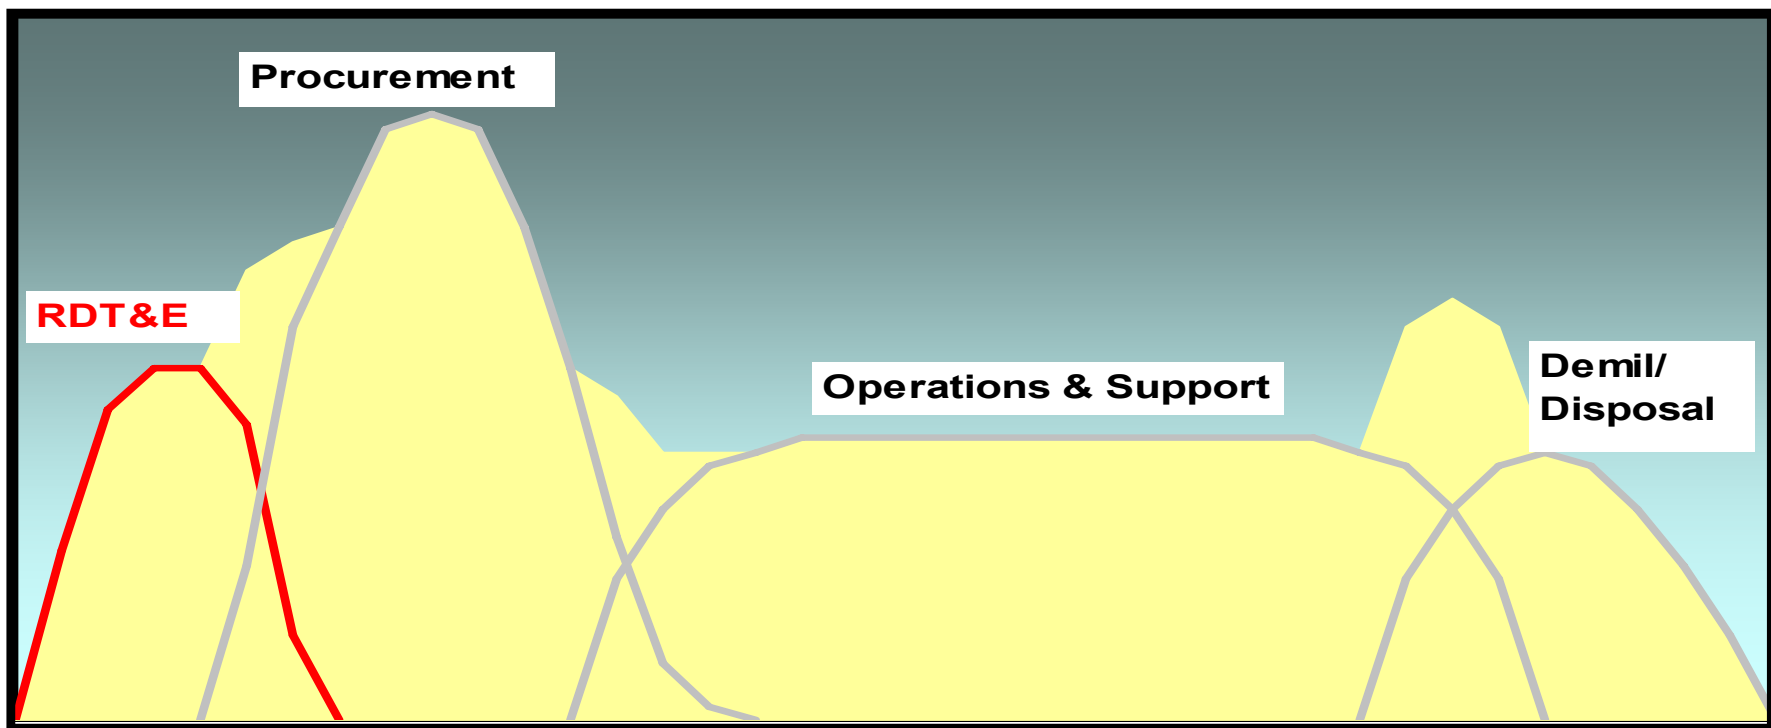 Procurement
RDT&E
Operations & Support
Demil/
Disposal